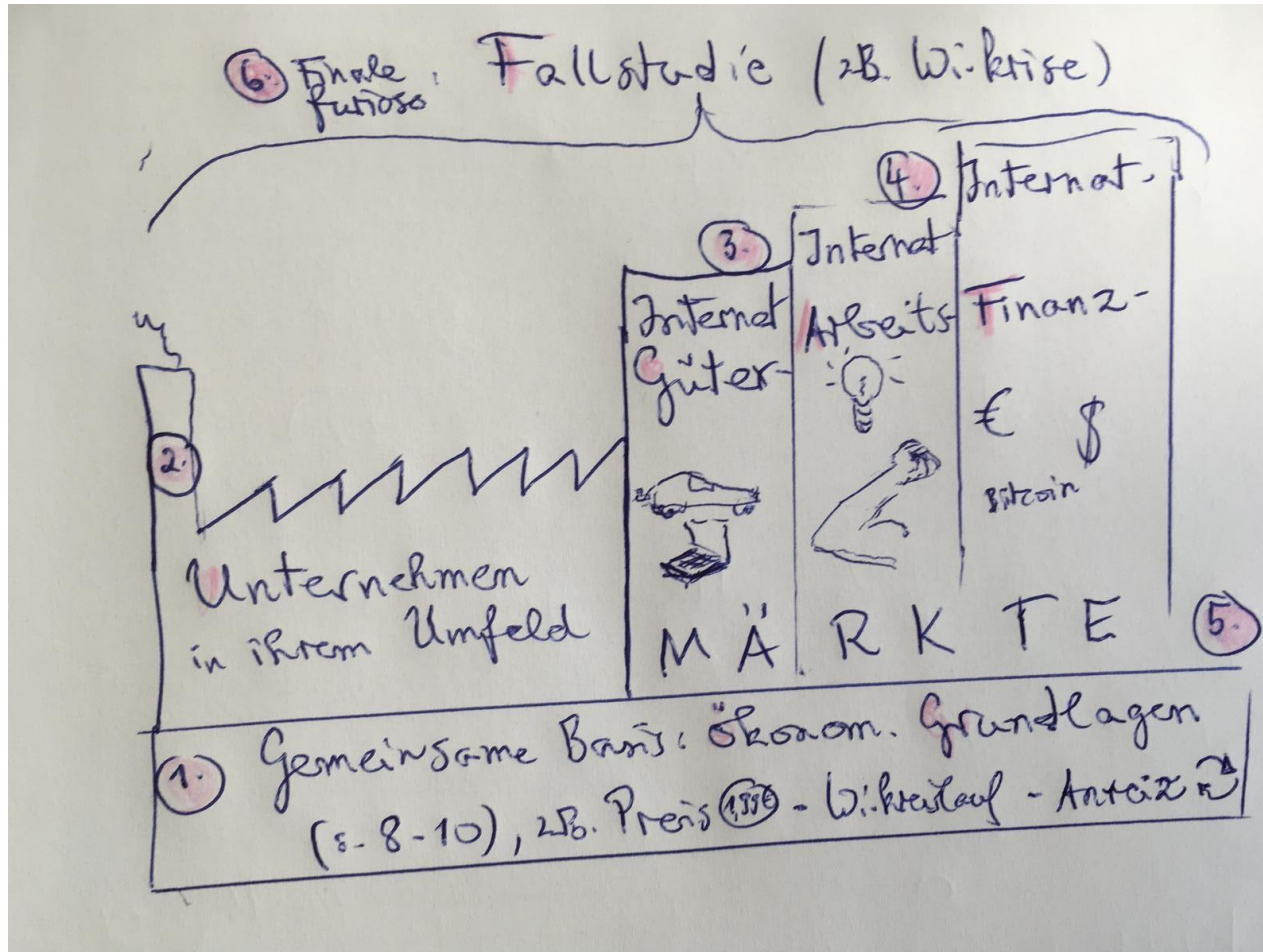 6. Finale furioso: Fallstudie (zB. Wi-krise)
4. Internat.
3. Internat
Internat
Arbeits-
Finanz-
Güter-
€ $
2.
Bitcoin
Unternehmen
in ihrem Umfeld
MÄRKTE
5.
1. Gemeinsame Basis: ökonom. Grundlagen
(s. 8-10), zB. Preis - Wi-kreislauf - Anreiz